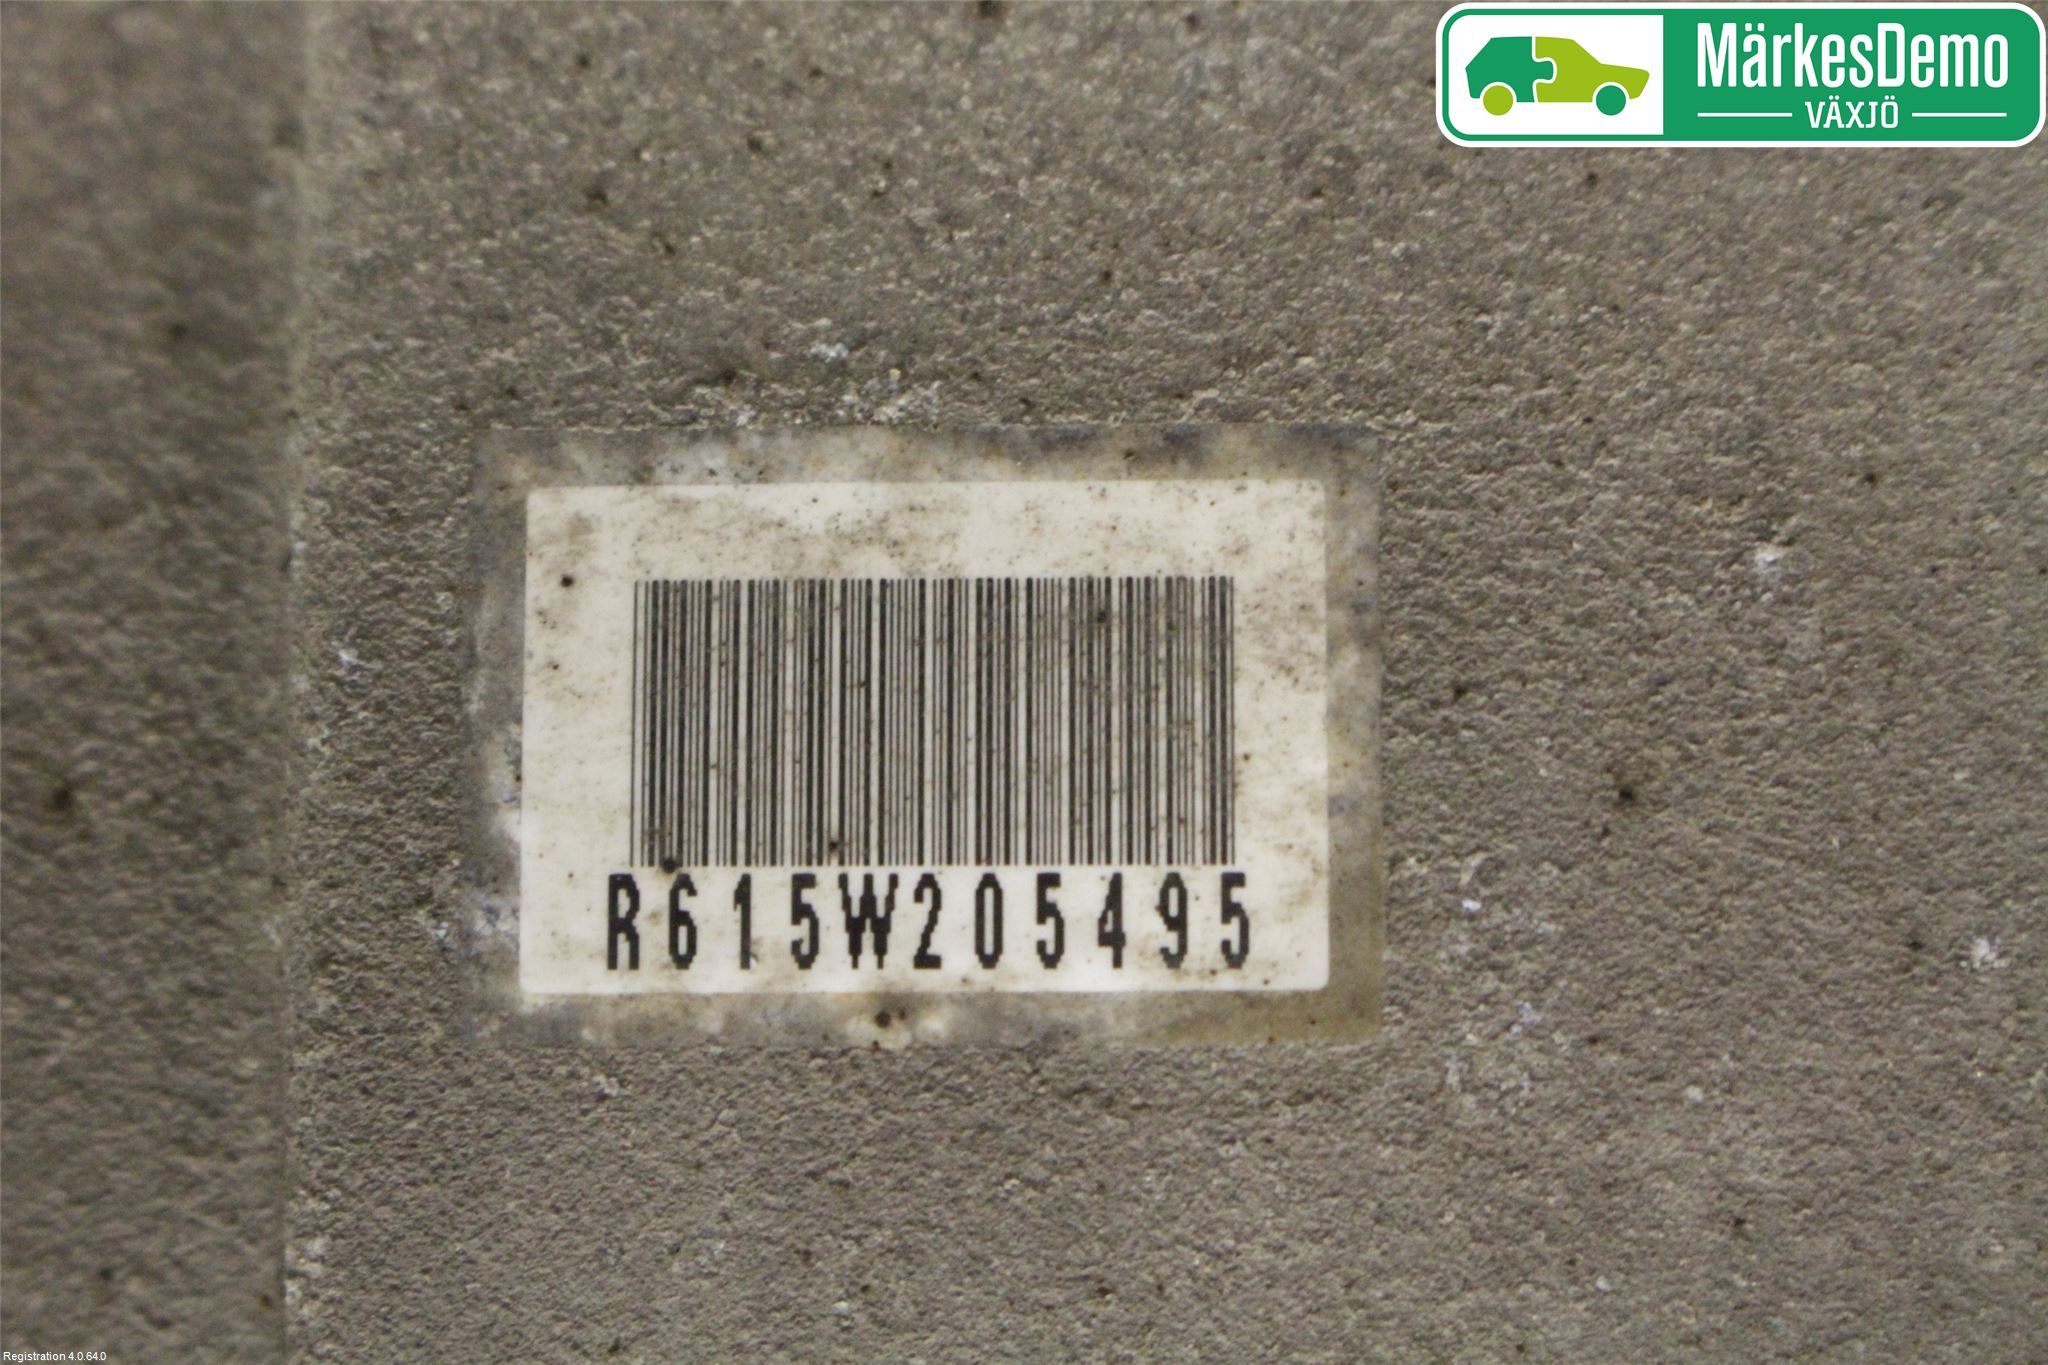 MärkesDemo
VÄXJÖ
R615W205495
Registration 4.0.64.0